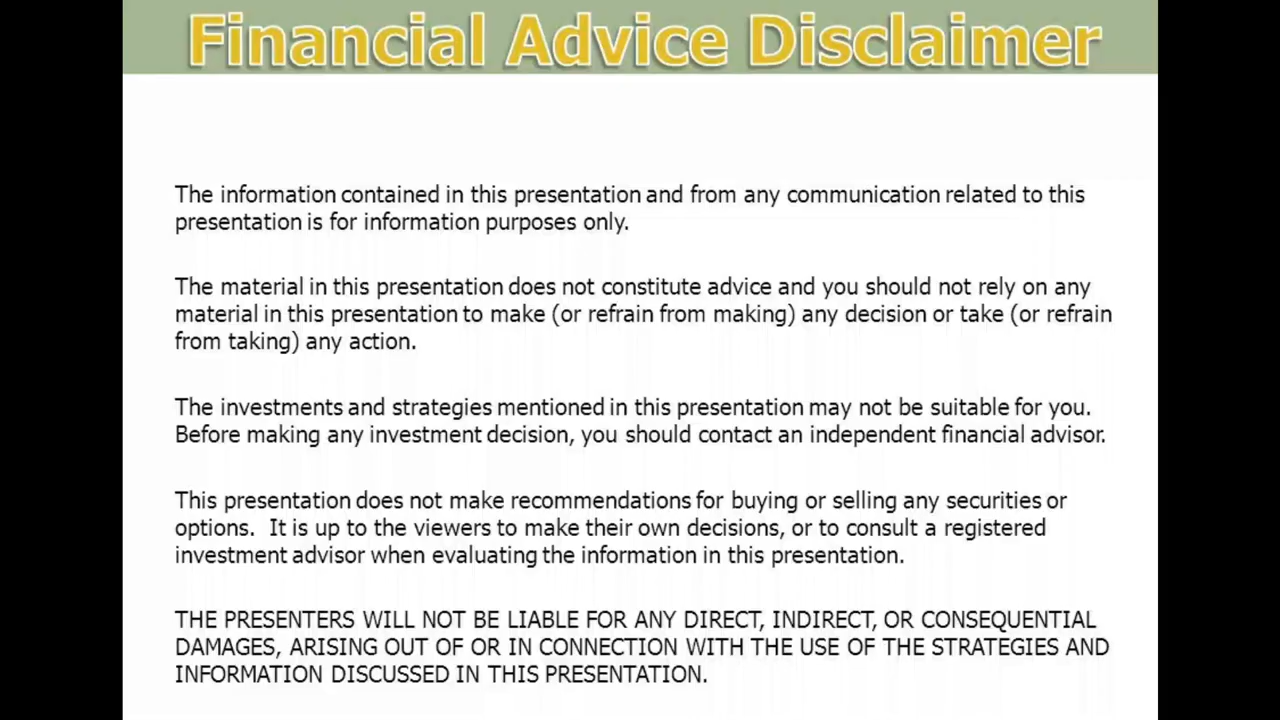 Financial Advice Disclaimer
The information contained in this presentation and from any communication related to this
presentation is for information purposes only.
The material in this presentation does not constitute advice and you should not rely on any
material in this presentation to make (or refrain from making) any decision or take (or refrain
from taking) any action.
The investments and strategies mentioned in this presentation may not be suitable for you.
Before making any investment decision, you should contact an independent financial advisor.
This presentation does not make recommendations for buying or selling any securities or
options.  It is up to the viewers to make their own decisions, or to consult a registered
investment advisor when evaluating the information in this presentation.
THE PRESENTERS WILL NOT BE LIABLE FOR ANY DIRECT, INDIRECT, OR CONSEQUENTIAL
DAMAGES, ARISING OUT OF OR IN CONNECTION WITH THE USE OF THE STRATEGIES AND
INFORMATION DISCUSSED IN THIS PRESENTATION.